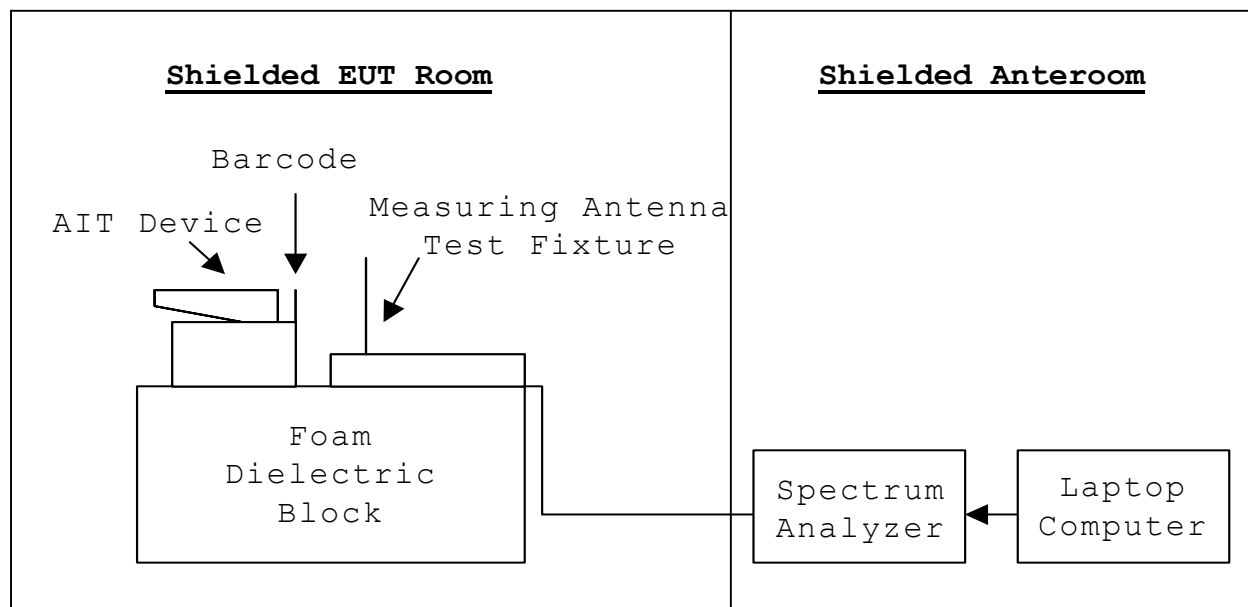 Shielded EUT Room
Shielded Anteroom
Barcode
AIT Device
Measuring Antenna
Test Fixture
Foam
Dielectric
Block
Spectrum
Analyzer
Laptop
Computer